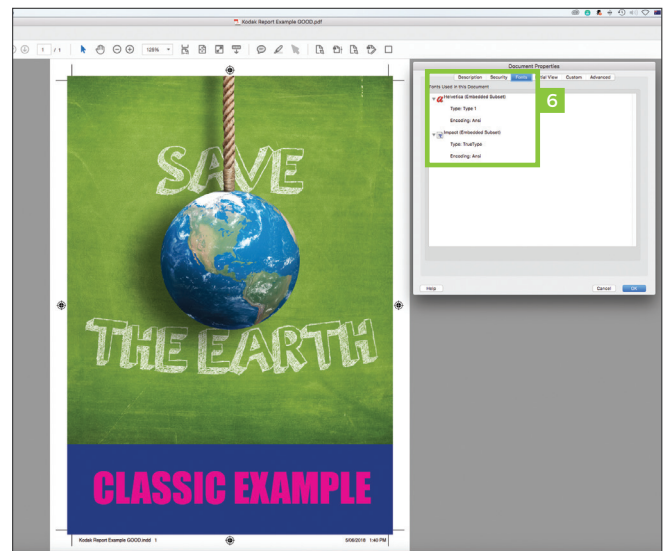 Kodak Report Example GOOD.pdf
1 / 1
125%
Document Properties
Description Security Fonts Initial View Custom Advanced
Fonts Used in this Document
Helvetica (Embedded Subset)
Type: Type 1
Encoding: Ansi
Impact (Embedded Subset)
Type: TrueType
Encoding: Ansi
6
Help Cancel OK
SAVE
THE EARTH
CLASSIC EXAMPLE
Kodak Report Example GOOD.indd 1 5/06/2018 1:40 PM